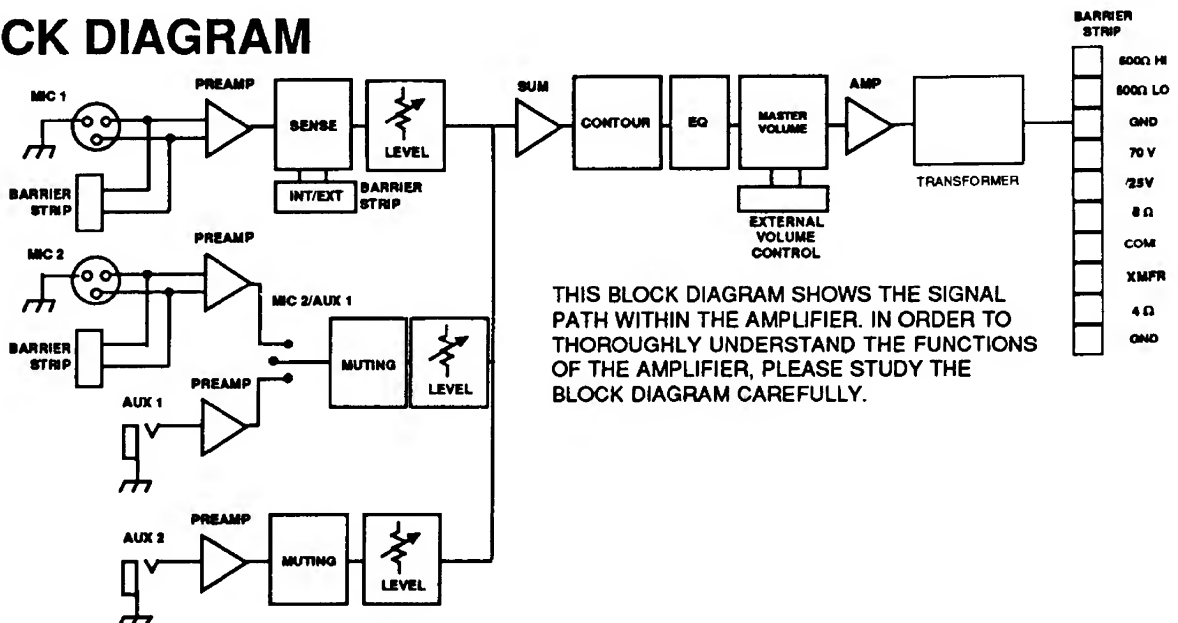 CK DIAGRAM
MIC 1
PREAMP
SENSE
LEVEL
BARRIER
STRIP
INT/EXT
BARRIER
STRIP
MIC 2
PREAMP
MIC 2/AUX 1
BARRIER
STRIP
MUTING
LEVEL
AUX 1
PREAMP
AUX 2
PREAMP
MUTING
LEVEL
SUM
CONTOUR
EQ
MASTER
VOLUME
EXTERNAL
VOLUME
CONTROL
AMP
TRANSFORMER
BARRIER
STRIP
600Ω HI
600Ω LO
GND
70 V
25V
8 Ω
COM
XMFR
4 Ω
GND
THIS BLOCK DIAGRAM SHOWS THE SIGNAL
PATH WITHIN THE AMPLIFIER. IN ORDER TO
THOROUGHLY UNDERSTAND THE FUNCTIONS
OF THE AMPLIFIER, PLEASE STUDY THE
BLOCK DIAGRAM CAREFULLY.